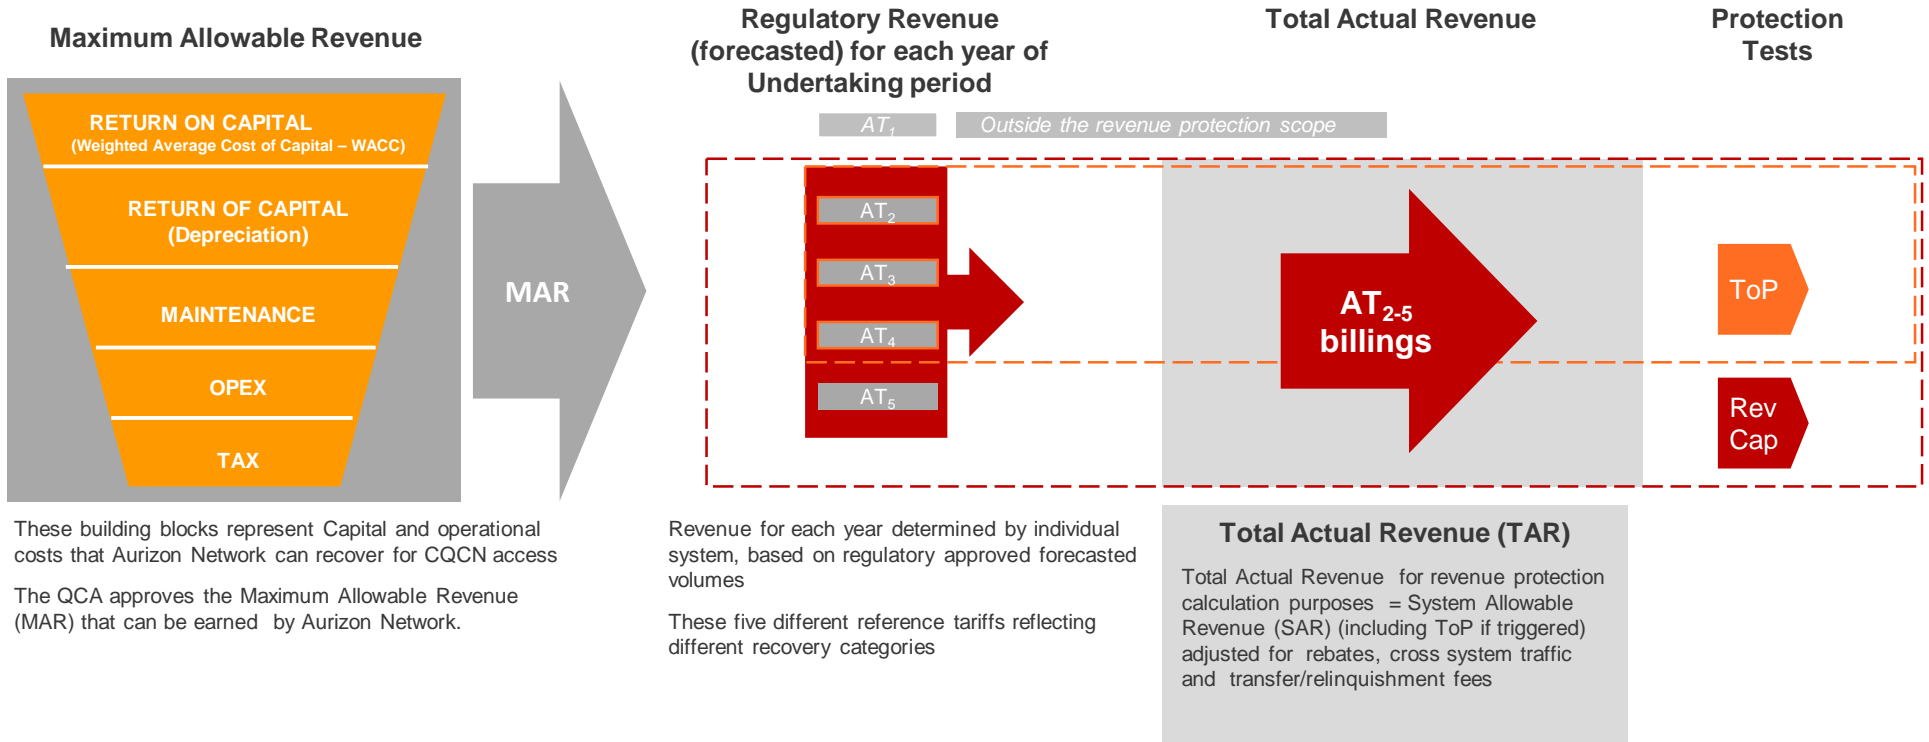 Maximum Allowable Revenue
RETURN ON CAPITAL
(Weighted Average Cost of Capital – WACC)
RETURN OF CAPITAL
(Depreciation)
MAINTENANCE
OPEX
TAX
These building blocks represent Capital and operational
costs that Aurizon Network can recover for CQCN access
The QCA approves the Maximum Allowable Revenue
(MAR) that can be earned by Aurizon Network.
MAR
Regulatory Revenue
(forecasted) for each year of
Undertaking period
AT1
Outside the revenue protection scope
AT2
AT3
AT4
AT5
Revenue for each year determined by individual
system, based on regulatory approved forecasted
volumes
These five different reference tariffs reflecting
different recovery categories
Total Actual Revenue
AT2-5
billings
Total Actual Revenue (TAR)
Total Actual Revenue for revenue protection
calculation purposes = System Allowable
Revenue (SAR) (including ToP if triggered)
adjusted for rebates, cross system traffic
and transfer/relinquishment fees
Protection
Tests
ToP
Rev
Cap